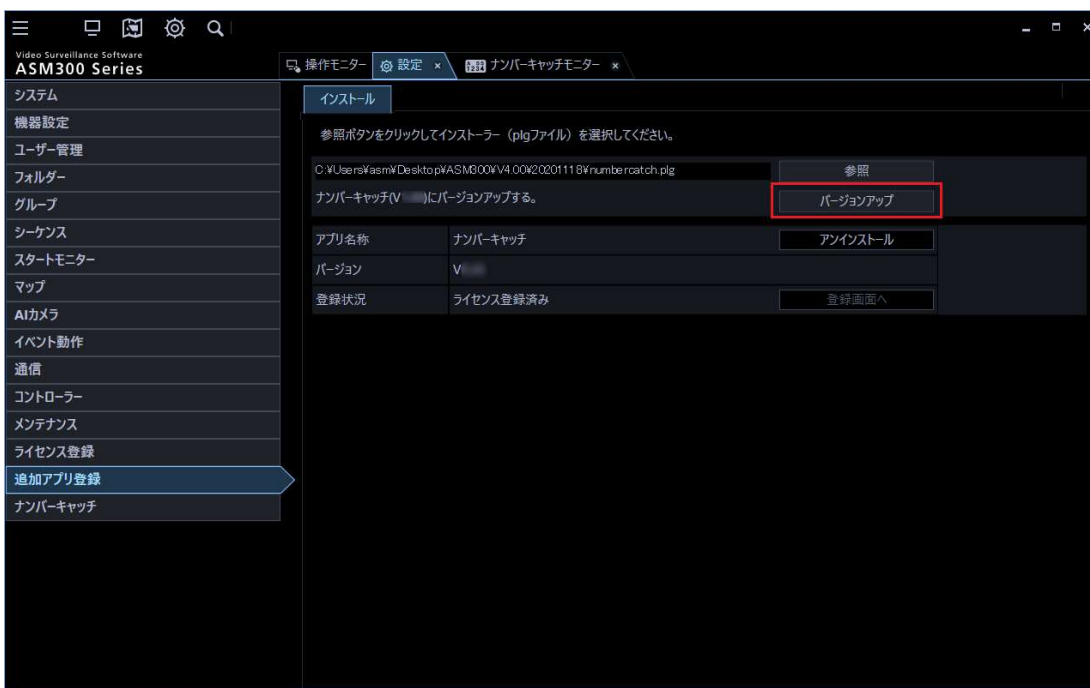 Video Surveillance Software
ASM300 Series
操作モニター
設定
ナンバーキャッチモニター
システム
機器設定
ユーザー管理
フォルダー
グループ
シーケンス
スタートモニター
マップ
AIカメラ
イベント動作
通信
コントローラー
メンテナンス
ライセンス登録
追加アプリ登録
ナンバーキャッチ
インストール
参照ボタンをクリックしてインストーラー（plgファイル）を選択してください。
C:¥Users¥asm¥Desktop¥ASM300¥V4.00¥20201118¥numbercatch.plg 参照
ナンバーキャッチ(V )にバージョンアップする。 バージョンアップ
アプリ名称 ナンバーキャッチ アンインストール
バージョン V
登録状況 ライセンス登録済み 登録画面へ